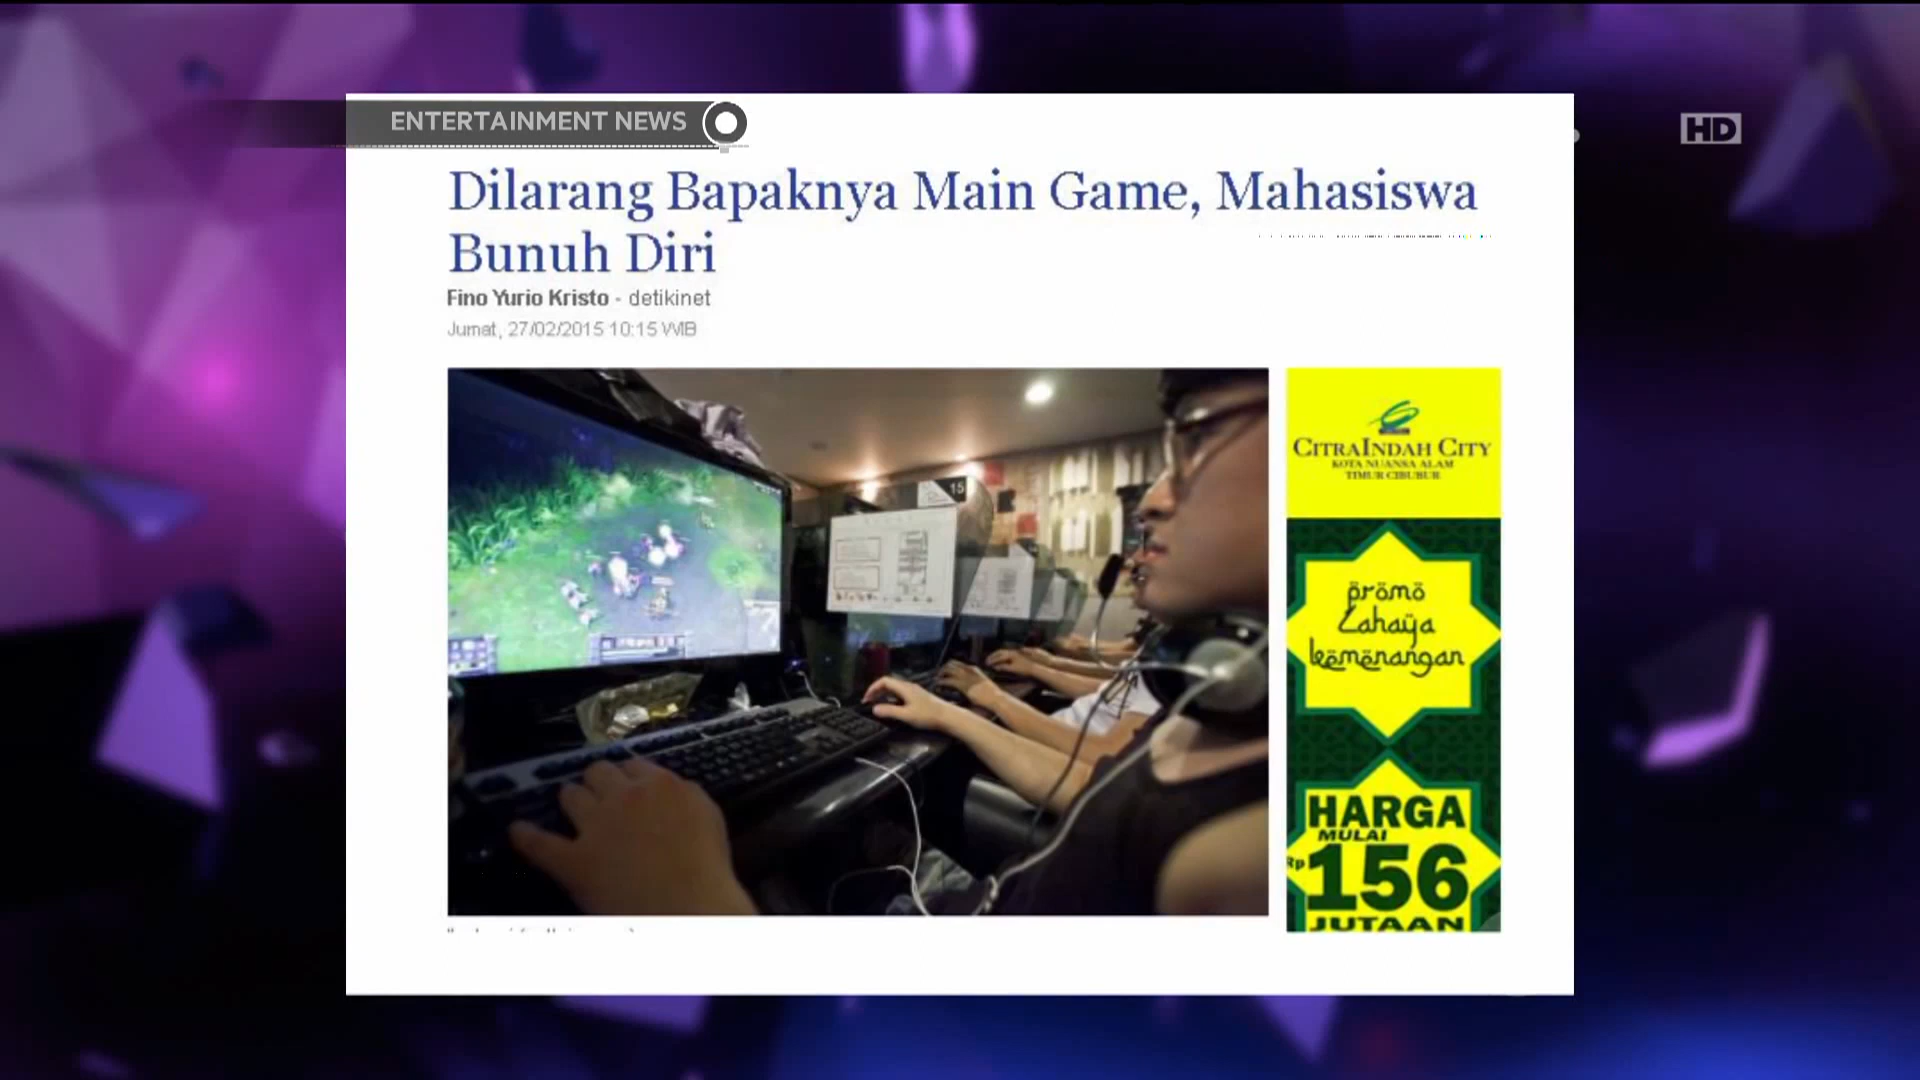 ENTERTAINMENT NEWS
HD
Dilarang Bapaknya Main Game, Mahasiswa
Bunuh Diri
Fino Yurio Kristo - detikinet
Jumat, 27/02/2015 10:15 WIB
15
CITRAINDAH CITY
KOTA NUANSA ALAM
TIMUR CIBUBUR
promo
Cahaya
kemenangan
HARGA
MULAI
Rp 156
JUTAAN